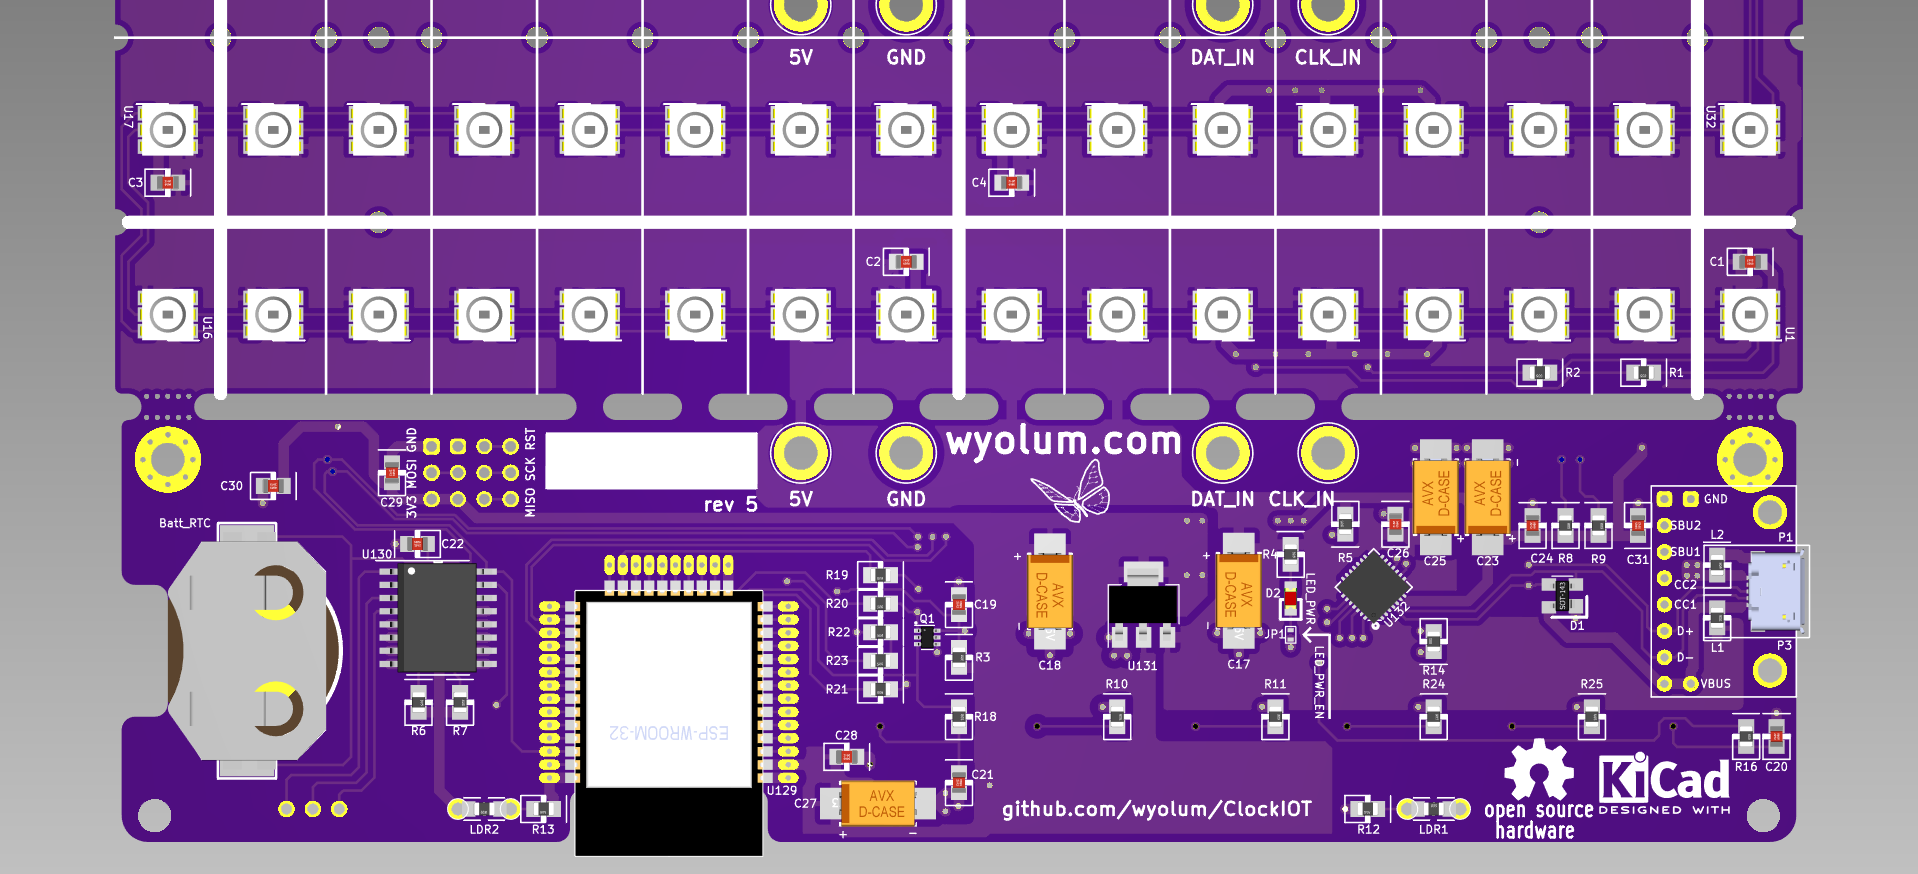 5V GND DAT_IN CLK_IN
U17 U32
C3 C4
C2 C1
U16 U1
R2 R1
3V3 MOSI GND
MISO SCK RST
wyolum.com
rev 5 5V GND DAT_IN CLK_IN
C30 C29
Batt_RTC
U130 C22
R6 R7
ESP-WROOM-32
U129
R19
R20
R22
R23
R21
Q1
C19
R3
R18
C28
C27
AVX
D-CASE
C21
AVX
D-CASE
C18
U131
AVX
D-CASE
C17
R4
D2
JP1
LED_PWR
LED_PWR_EN
R5 C26
U132
AVX
D-CASE
C25
AVX
D-CASE
C23
C24 R8 R9 C31
SOT-143
D1
GND
SBU2
SBU1
CC2
CC1
D+
D-
VBUS
L2
L1
P1
P3
R14
R10 R11 R24 R25
R16 C20
LDR2 R13
github.com/wyolum/ClockIOT
R12 LDR1
open source
hardware
KiCad
DESIGNED WITH